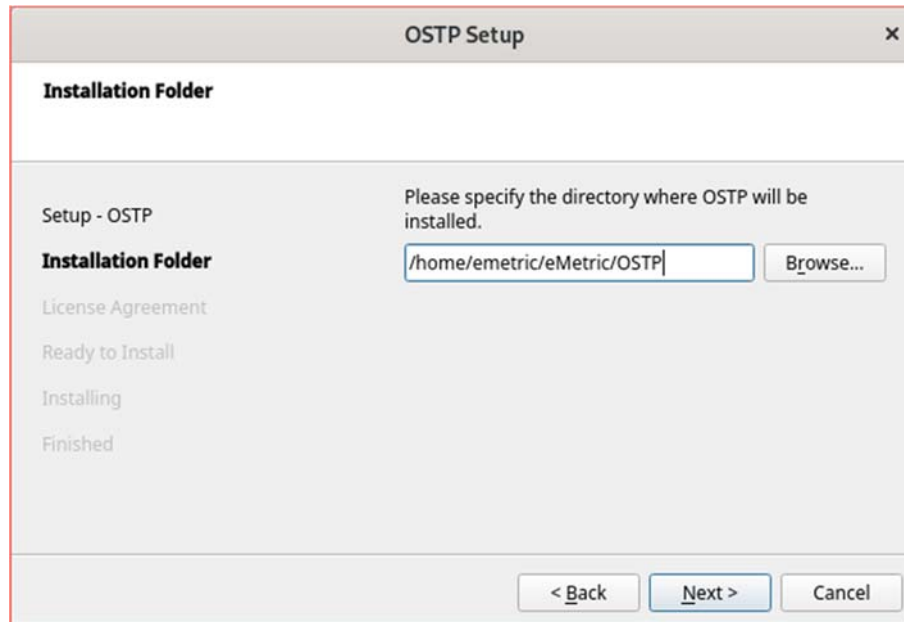 OSTP Setup
×
Installation Folder
Setup - OSTP
Installation Folder
License Agreement
Ready to Install
Installing
Finished
Please specify the directory where OSTP will be
installed.
/home/emetric/eMetric/OSTP
Browse...
< Back
Next >
Cancel